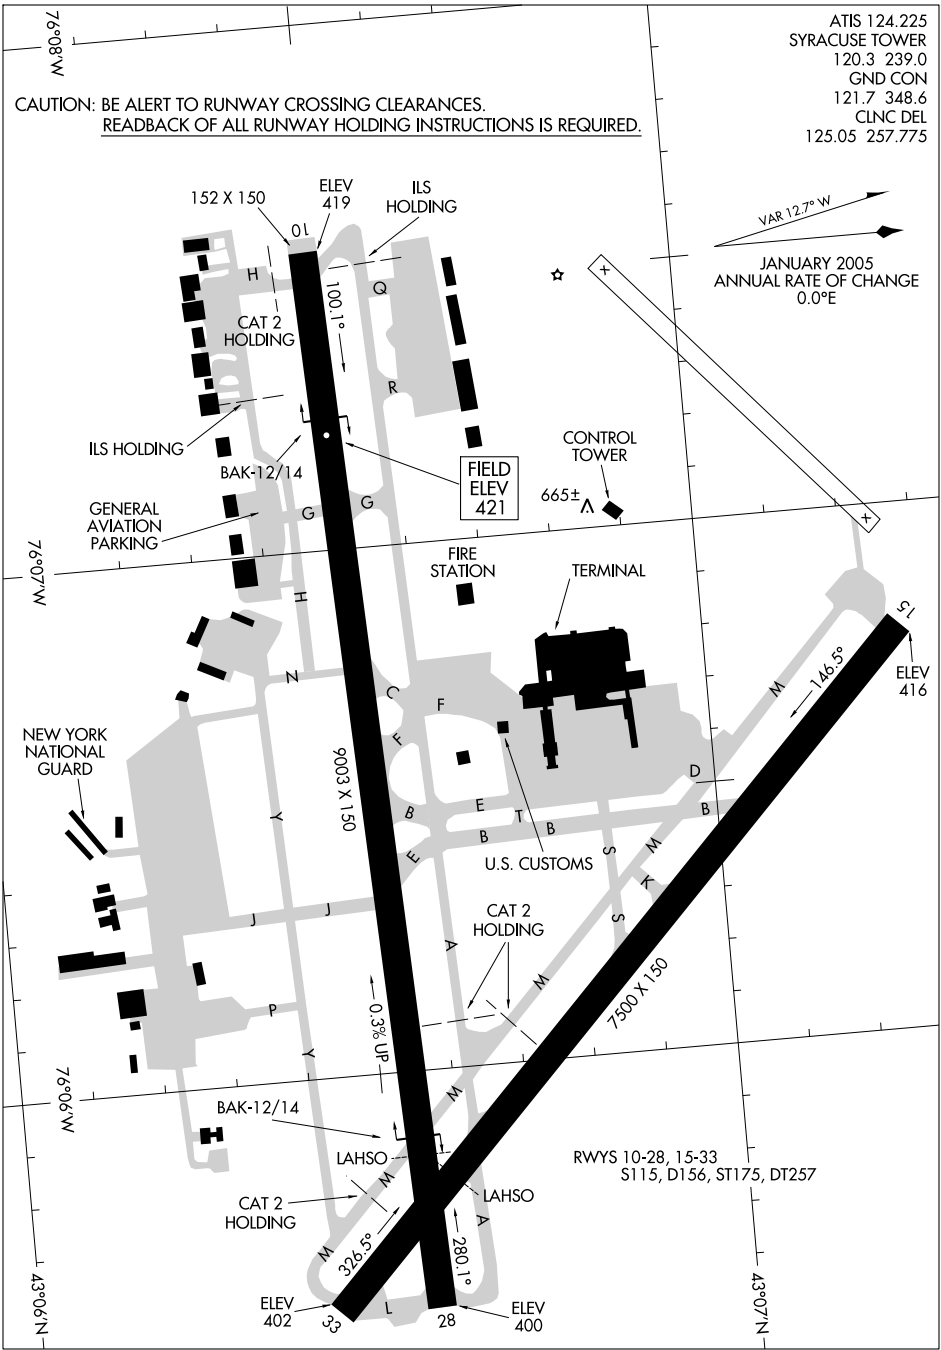 ATIS 124.225
SYRACUSE TOWER
120.3 239.0
GND CON
121.7 348.6
CLNC DEL
125.05 257.775
76°08'W
CAUTION: BE ALERT TO RUNWAY CROSSING CLEARANCES.
READBACK OF ALL RUNWAY HOLDING INSTRUCTIONS IS REQUIRED.
152 X 150
ELEV
419
ILS
HOLDING
VAR 12.7° W
JANUARY 2005
ANNUAL RATE OF CHANGE
0.0°E
10
H
Q
X
100.1°
CAT 2
HOLDING
R
ILS HOLDING
BAK-12/14
FIELD
ELEV
421
CONTROL
TOWER
665±
GENERAL
AVIATION
PARKING
G
G
X
76°07'W
FIRE
STATION
TERMINAL
H
15
ELEV
416
146.5°
N
C
F
M
F
NEW YORK
NATIONAL
GUARD
9003 X 150
D
Y
B
E
T
B
B
B
E
S
M
U.S. CUSTOMS
K
J
J
CAT 2
HOLDING
S
A
M
7500 X 150
P
0.3% UP
Y
76°06'W
M
BAK-12/14
LAHSO
M
RWYS 10-28, 15-33
S115, D156, ST175, DT257
LAHSO
CAT 2
HOLDING
A
M
326.5°
280.1°
43°06'N
43°07'N
ELEV
402
33
L
28
ELEV
400